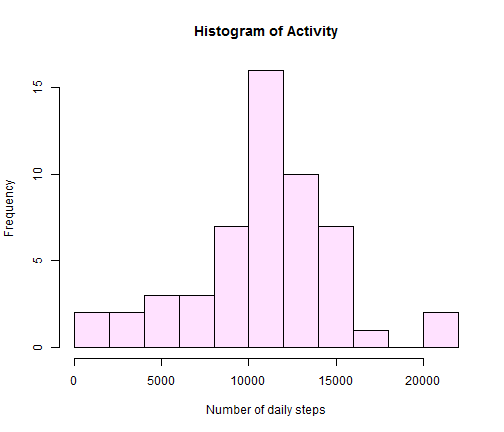 Histogram of Activity
15
10
5
0
Frequency
0 5000 10000 15000 20000
Number of daily steps